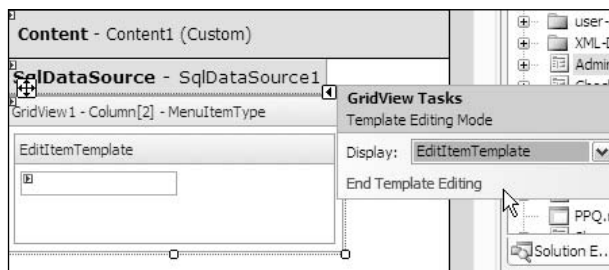 Content - Content1 (Custom)
SqlDataSource - SqlDataSource1
GridView1 - Column[2] - MenuItemType
EditItemTemplate
GridView Tasks
Template Editing Mode
Display: EditItemTemplate
End Template Editing
user-
XML-
Admi
PPQ.
Solution E..